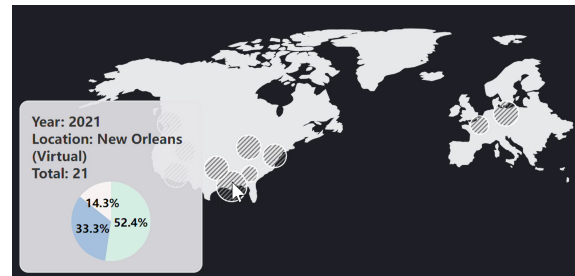 Year: 2021
Location: New Orleans
(Virtual)
Total: 21
14.3%
33.3%
52.4%